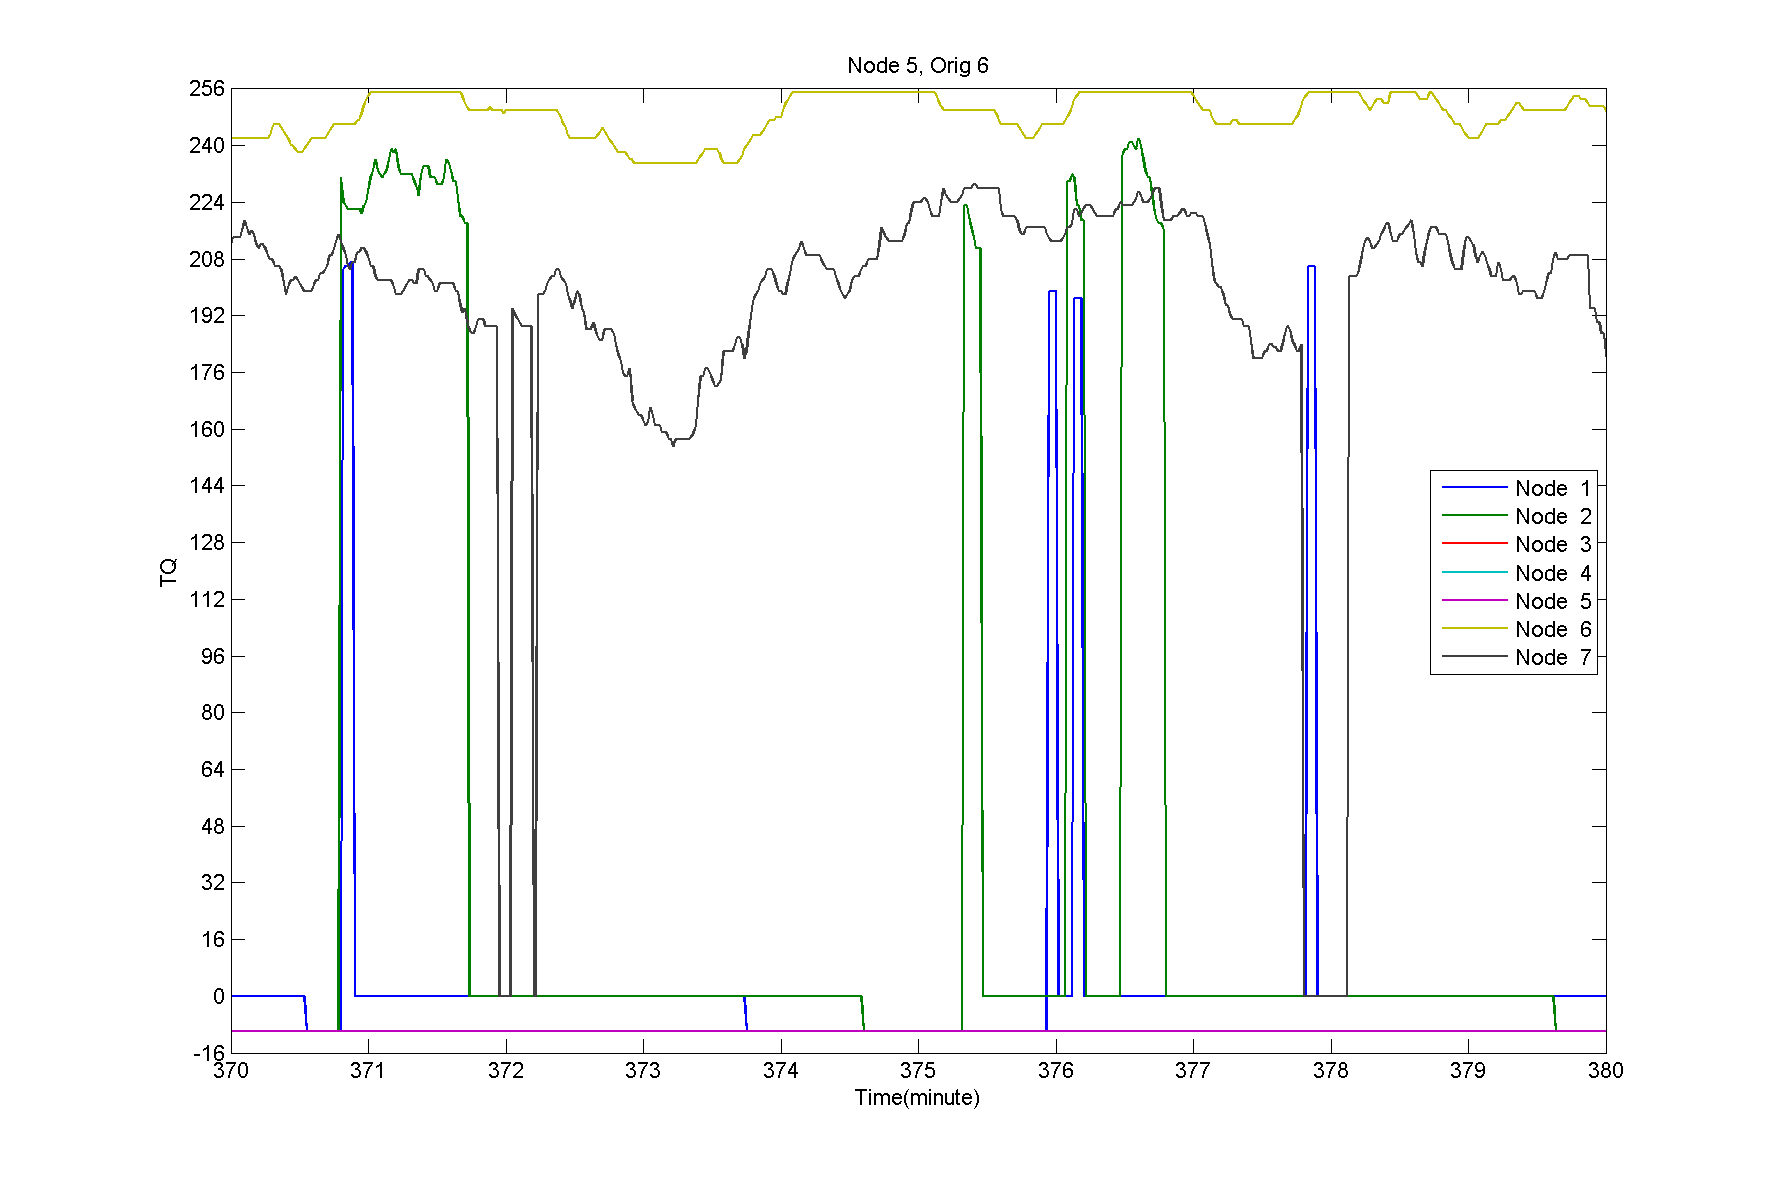 Node 5, Orig 6
256
240
224
208
192
176
160
144
128
112
96
80
64
48
32
16
0
-16
TQ
Node 1
Node 2
Node 3
Node 4
Node 5
Node 6
Node 7
370 371 372 373 374 375 376 377 378 379 380
Time(minute)